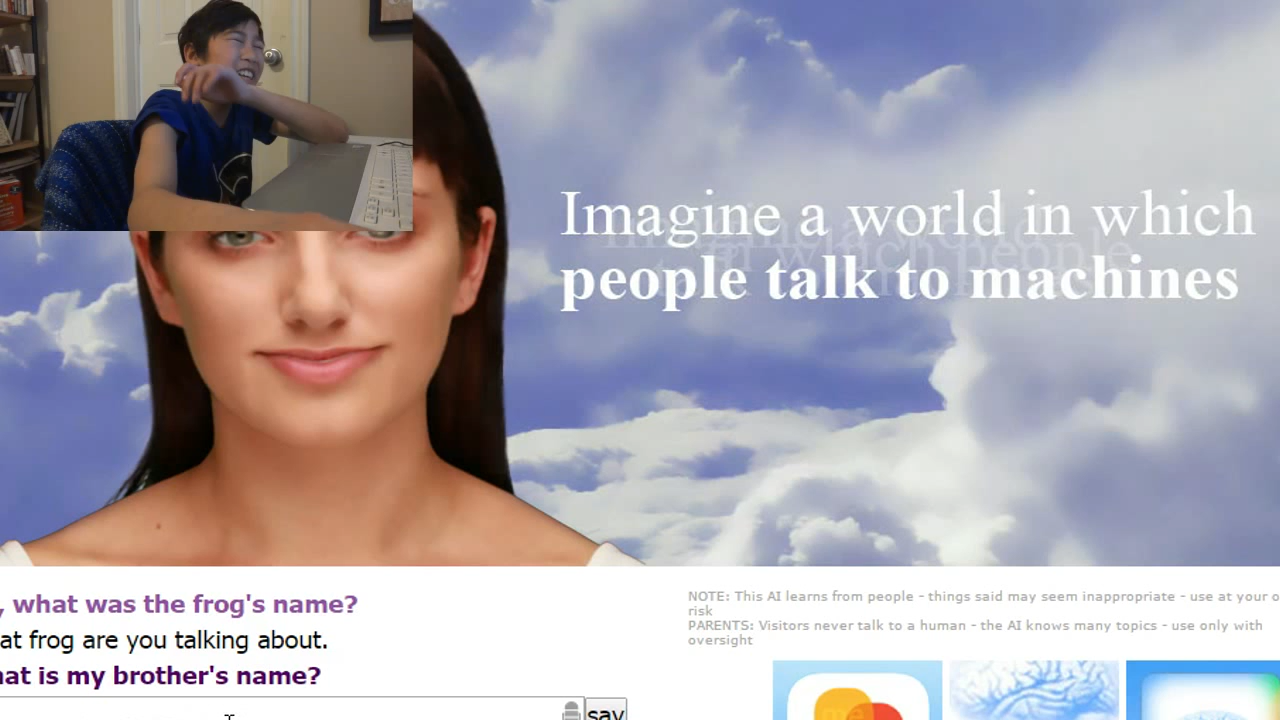 Imagine a world in which
people talk to machines
, what was the frog's name?
at frog are you talking about.
hat is my brother's name?
say
NOTE: This AI learns from people - things said may seem inappropriate - use at your o
risk
PARENTS: Visitors never talk to a human - the AI knows many topics - use only with
oversight